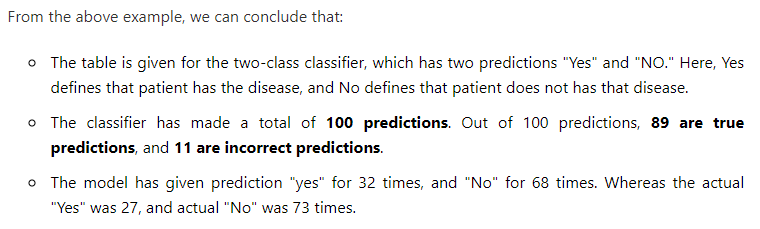 From the above example, we can conclude that:
○ The table is given for the two-class classifier, which has two predictions "Yes" and "NO." Here, Yes
defines that patient has the disease, and No defines that patient does not has that disease.
○ The classifier has made a total of 100 predictions. Out of 100 predictions, 89 are true
predictions, and 11 are incorrect predictions.
○ The model has given prediction "yes" for 32 times, and "No" for 68 times. Whereas the actual
"Yes" was 27, and actual "No" was 73 times.